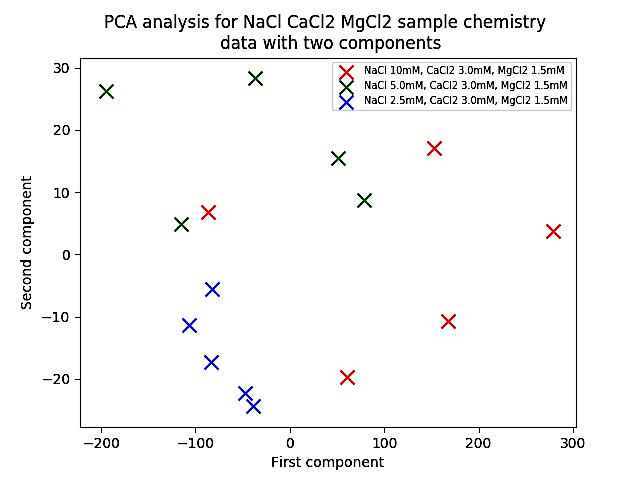 PCA analysis for NaCl CaCl2 MgCl2 sample chemistry
data with two components
NaCl 10mM, CaCl2 3.0mM, MgCl2 1.5mM
NaCl 5.0mM, CaCl2 3.0mM, MgCl2 1.5mM
NaCl 2.5mM, CaCl2 3.0mM, MgCl2 1.5mM
Second component
30
20
10
0
−10
−20
−200 −100 0 100 200 300
First component